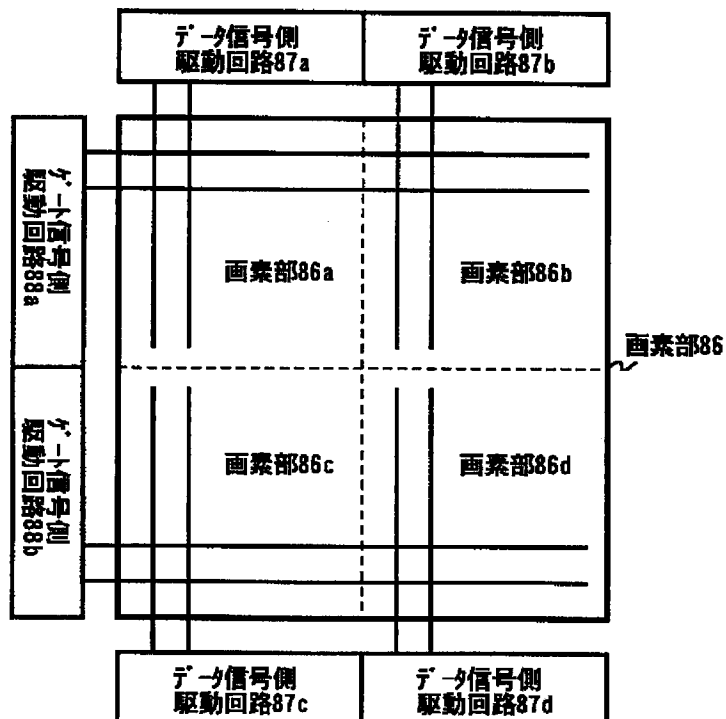 データ信号側
駆動回路87a
データ信号側
駆動回路87b
ゲート信号側
駆動回路88a
画素部86a
画素部86b
画素部86
ゲート信号側
駆動回路88b
画素部86c
画素部86d
データ信号側
駆動回路87c
データ信号側
駆動回路87d